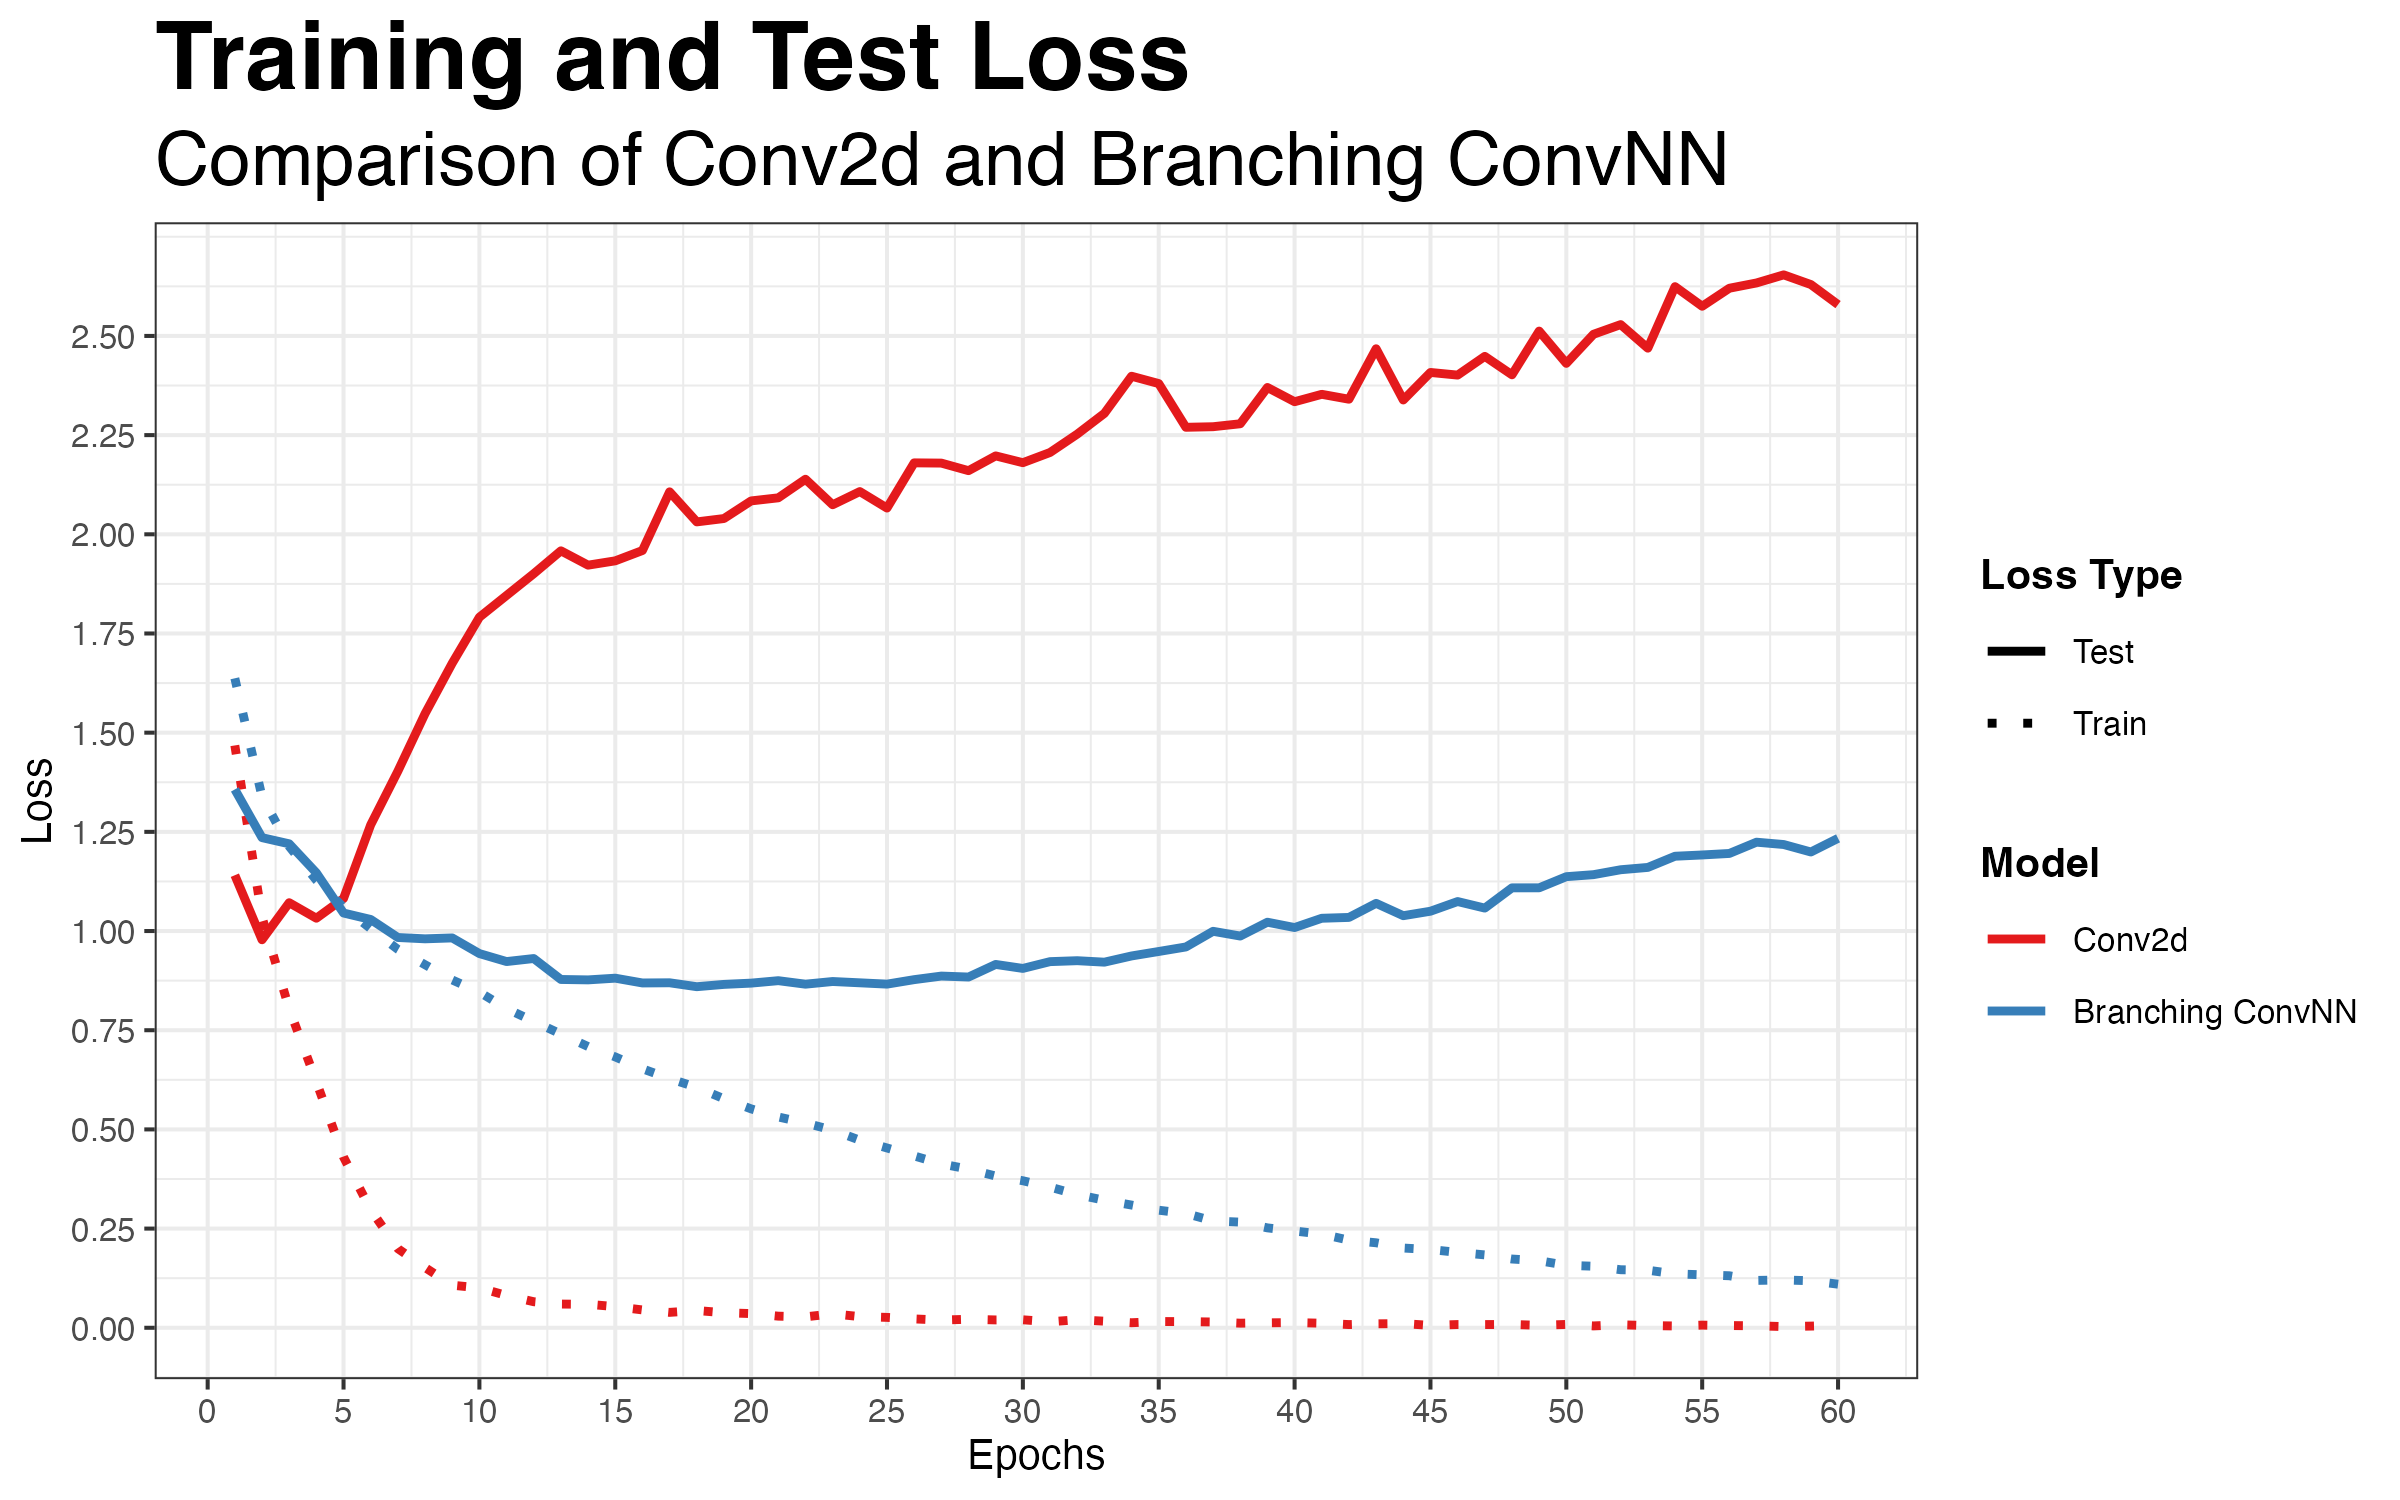 Training and Test Loss
Comparison of Conv2d and Branching ConvNN
Loss
2.50
2.25
2.00
1.75
1.50
1.25
1.00
0.75
0.50
0.25
0.00
0 5 10 15 20 25 30 35 40 45 50 55 60
Epochs
Loss Type
Test
Train
Model
Conv2d
Branching ConvNN